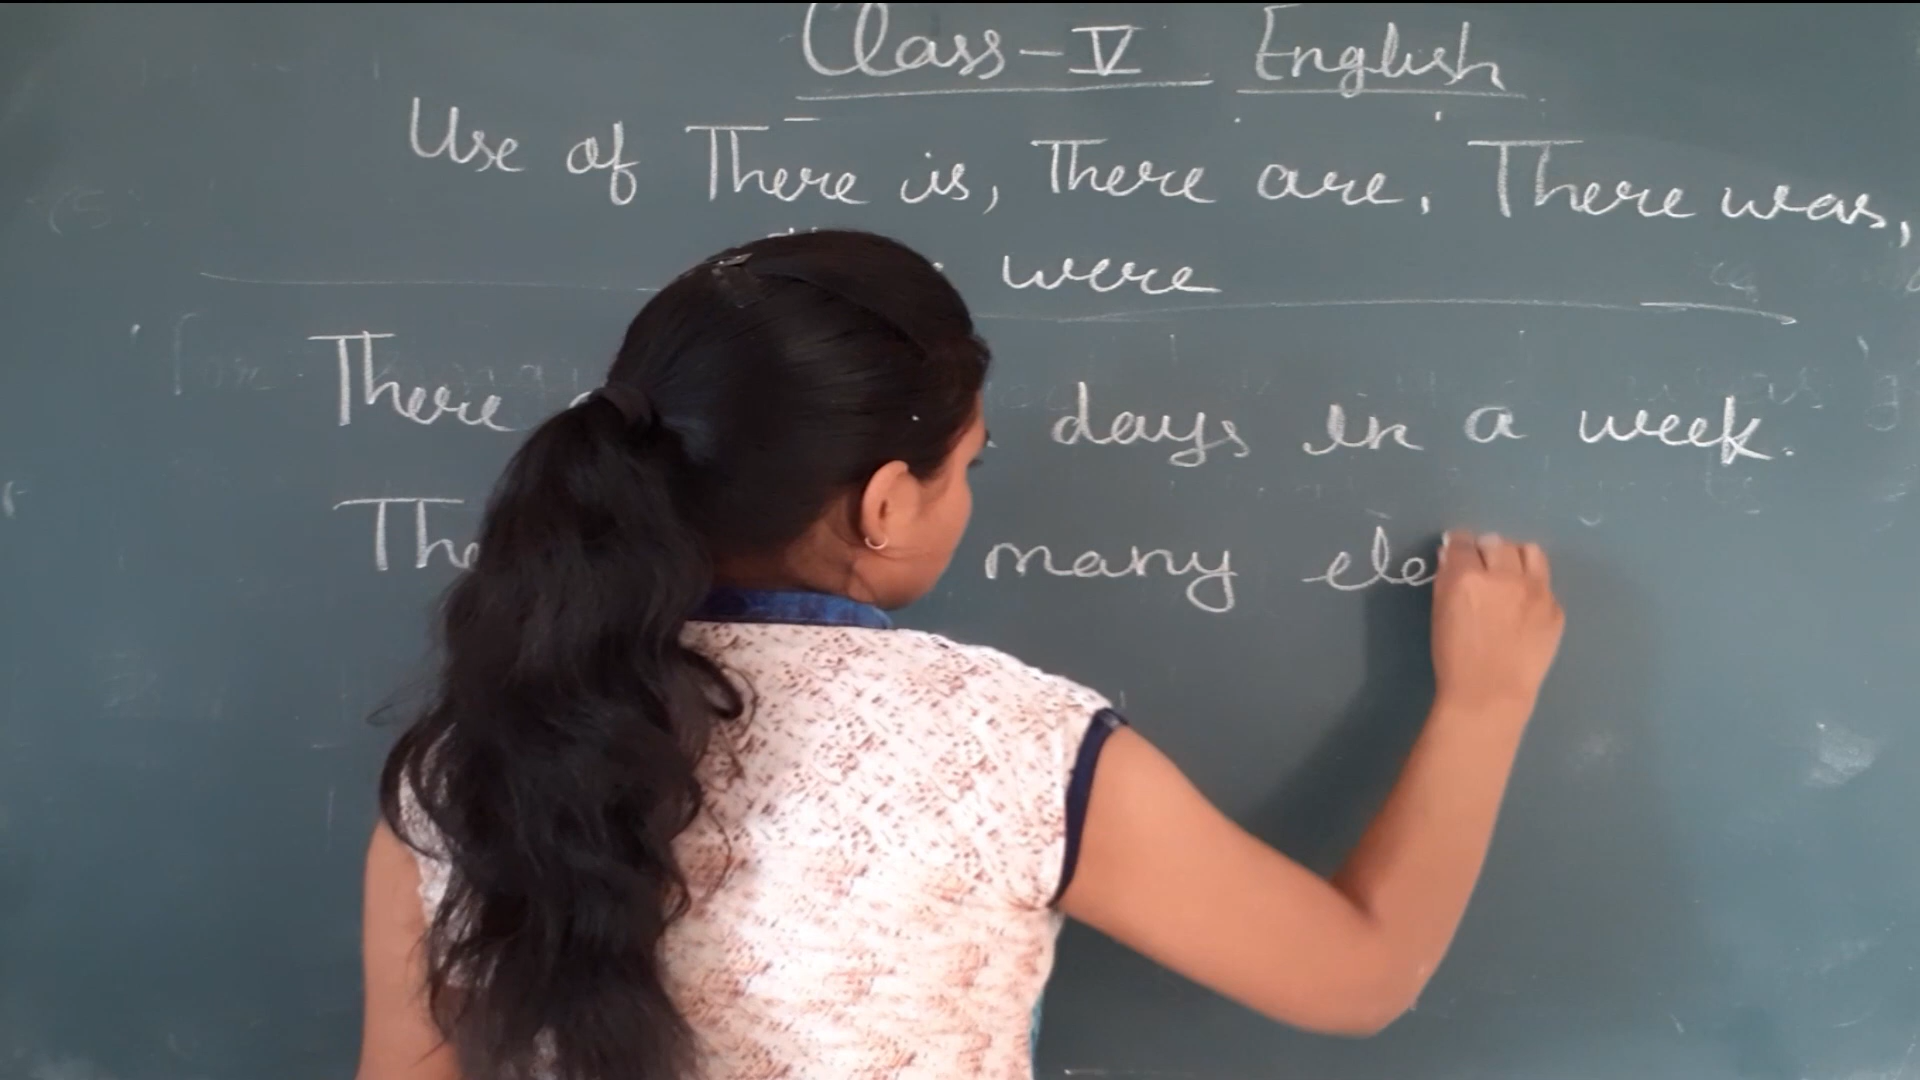 Class-V English
Use of There is, There are, There was,
were
There days in a week.
The many ele